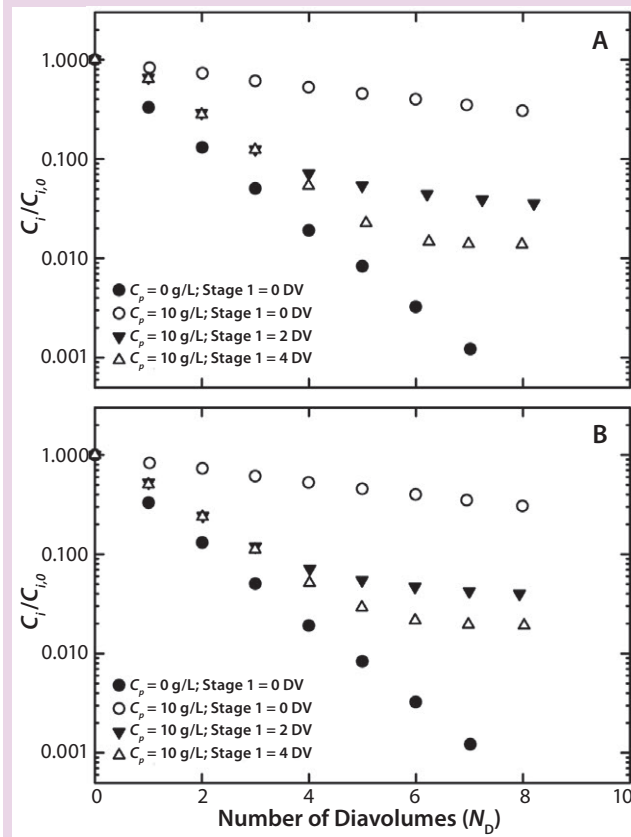 A
1.000
0.100
0.010
0.001
C_i/C_{i,0}
C_p = 0 g/L; Stage 1 = 0 DV
C_p = 10 g/L; Stage 1 = 0 DV
C_p = 10 g/L; Stage 1 = 2 DV
C_p = 10 g/L; Stage 1 = 4 DV
B
1.000
0.100
0.010
0.001
C_i/C_{i,0}
C_p = 0 g/L; Stage 1 = 0 DV
C_p = 10 g/L; Stage 1 = 0 DV
C_p = 10 g/L; Stage 1 = 2 DV
C_p = 10 g/L; Stage 1 = 4 DV
0 2 4 6 8 10
Number of Diavolumes (N_D)